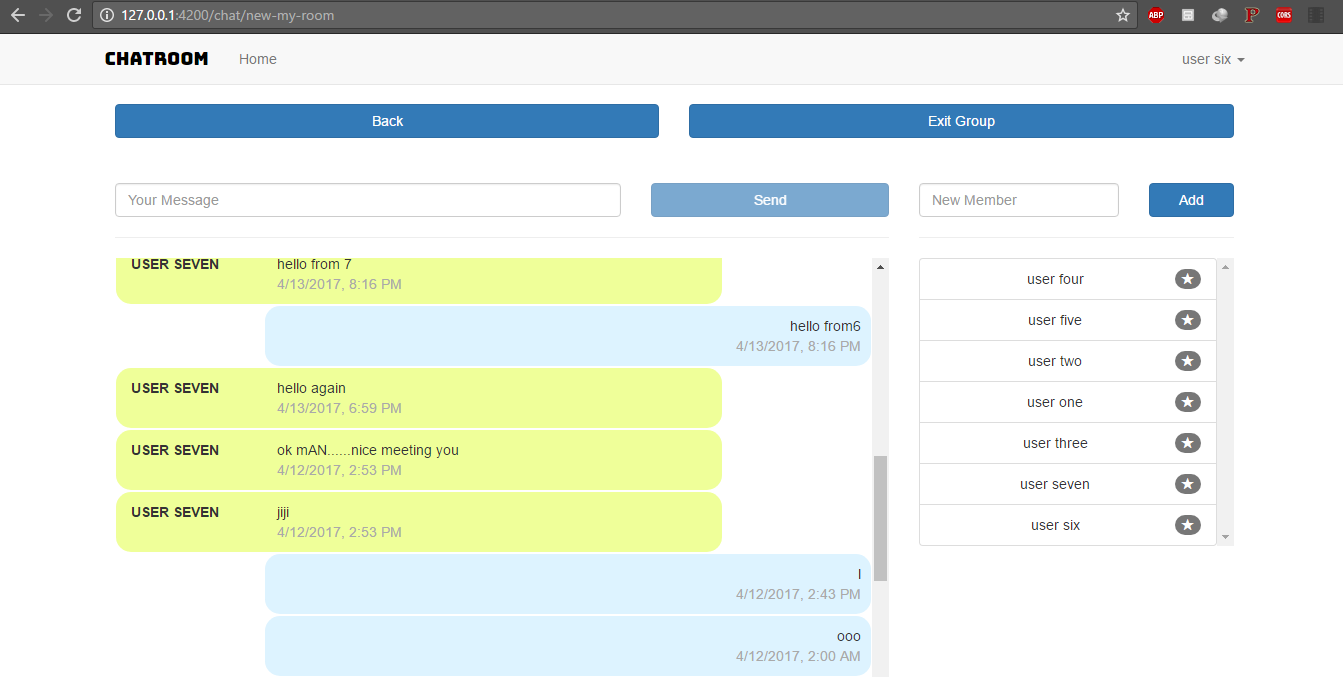 127.0.0.1:4200/chat/new-my-room
ABP
P
CORS
CHATROOM
Home
user six
Back
Exit Group
Your Message
Send
New Member
Add
USER SEVEN
hello from 7
4/13/2017, 8:16 PM
hello from6
4/13/2017, 8:16 PM
USER SEVEN
hello again
4/13/2017, 6:59 PM
USER SEVEN
ok mAN......nice meeting you
4/12/2017, 2:53 PM
USER SEVEN
jiji
4/12/2017, 2:53 PM
l
4/12/2017, 2:43 PM
ooo
4/12/2017, 2:00 AM
user four
user five
user two
user one
user three
user seven
user six